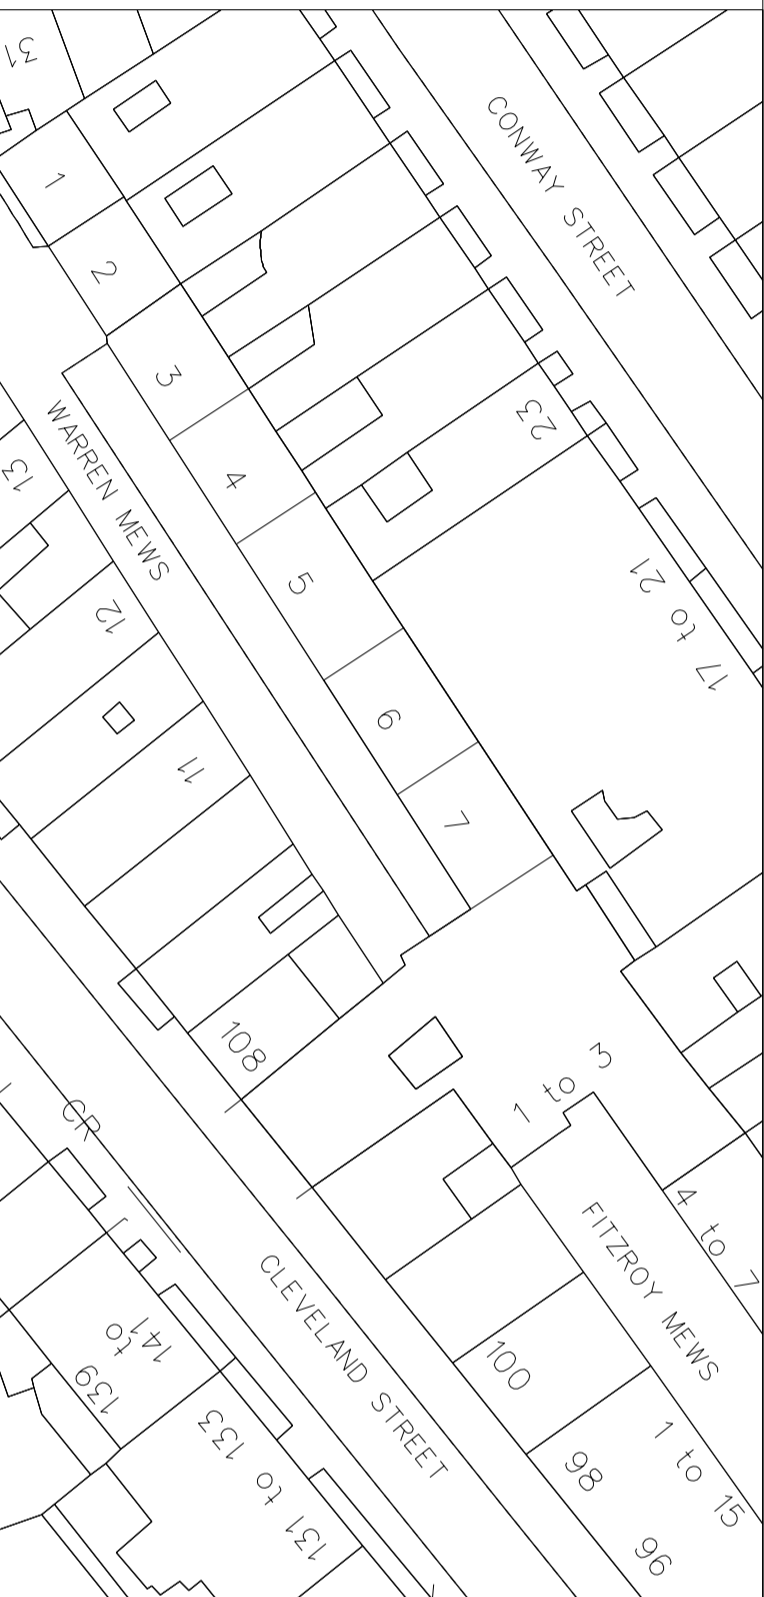 31
CONWAY STREET
1
2
3
23
WARREN MEWS
4
13
5
17 to 21
12
6
11
7
108
3
to
1
CR
4 to 7
FITZROY MEWS
CLEVELAND STREET
139
to
141
100
131 to 133
1 to 15
98
96